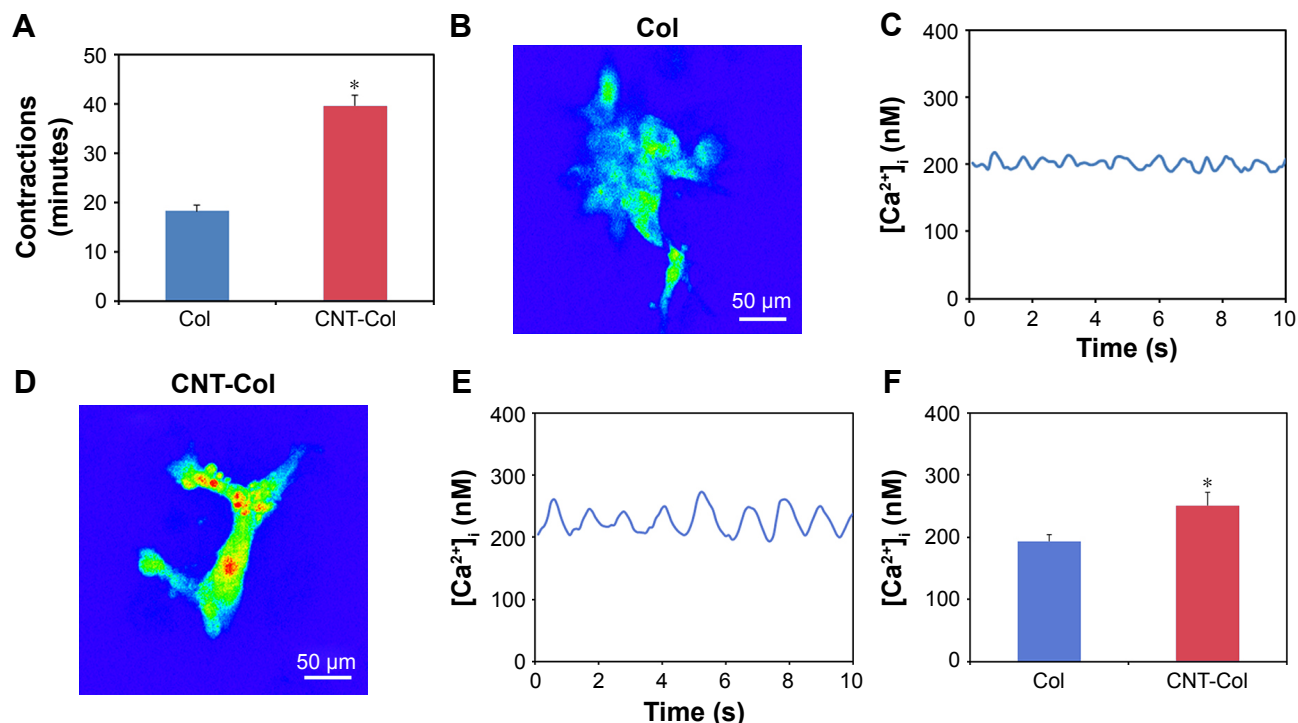 A
Contractions
(minutes)
50
40
30
20
10
0
*
Col
CNT-Col
B
Col
50 μm
C
[Ca²⁺]ᵢ (nM)
400
300
200
100
0
0 2 4 6 8 10
Time (s)
D
CNT-Col
50 μm
E
[Ca²⁺]ᵢ (nM)
400
300
200
100
0
0 2 4 6 8 10
Time (s)
F
[Ca²⁺]ᵢ (nM)
400
300
200
100
0
*
Col
CNT-Col